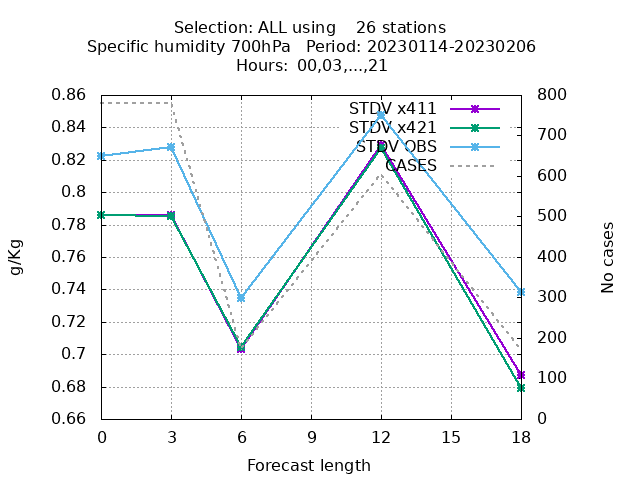 Selection: ALL using    26 stations
Specific humidity 700hPa   Period: 20230114-20230206
Hours: 00,03,...,21
0.86
0.84
0.82
0.8
0.78
0.76
0.74
0.72
0.7
0.68
0.66
g/Kg
STDV x411
STDV x421
STDV OBS
CASES
800
700
600
500
400
300
200
100
0
No cases
0 3 6 9 12 15 18
Forecast length